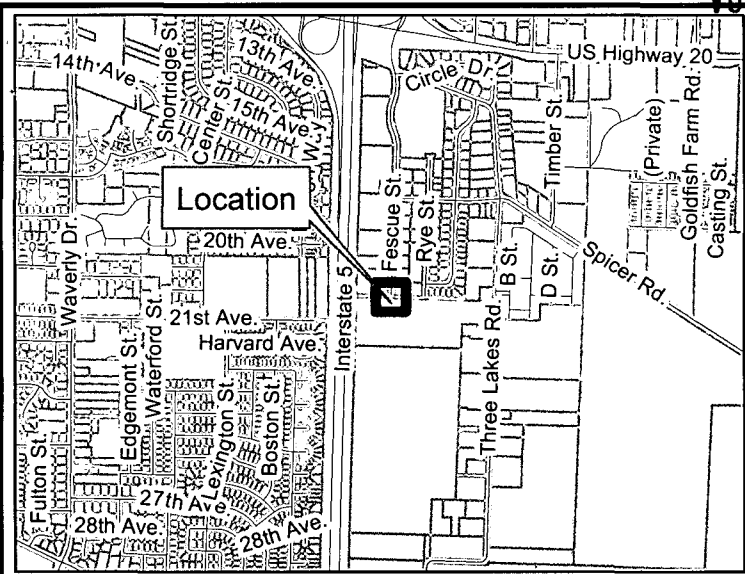 US Highway 20
14th Ave.
Shortridge St.
13th Ave.
Center St.
15th Ave.
Circle Dr.
Timber St.
(Private)
Goldfish Farm Rd.
Casting St.
Location
Fescue St.
Rye St.
Waverly Dr.
20th Ave.
Interstate 5
B St.
D St.
Spicer Rd.
21st Ave.
Harvard Ave.
Edgemont St.
Waterford St.
Lexington St.
Boston St.
Three Lakes Rd.
Fulton St.
27th Ave.
28th Ave.
28th Ave.